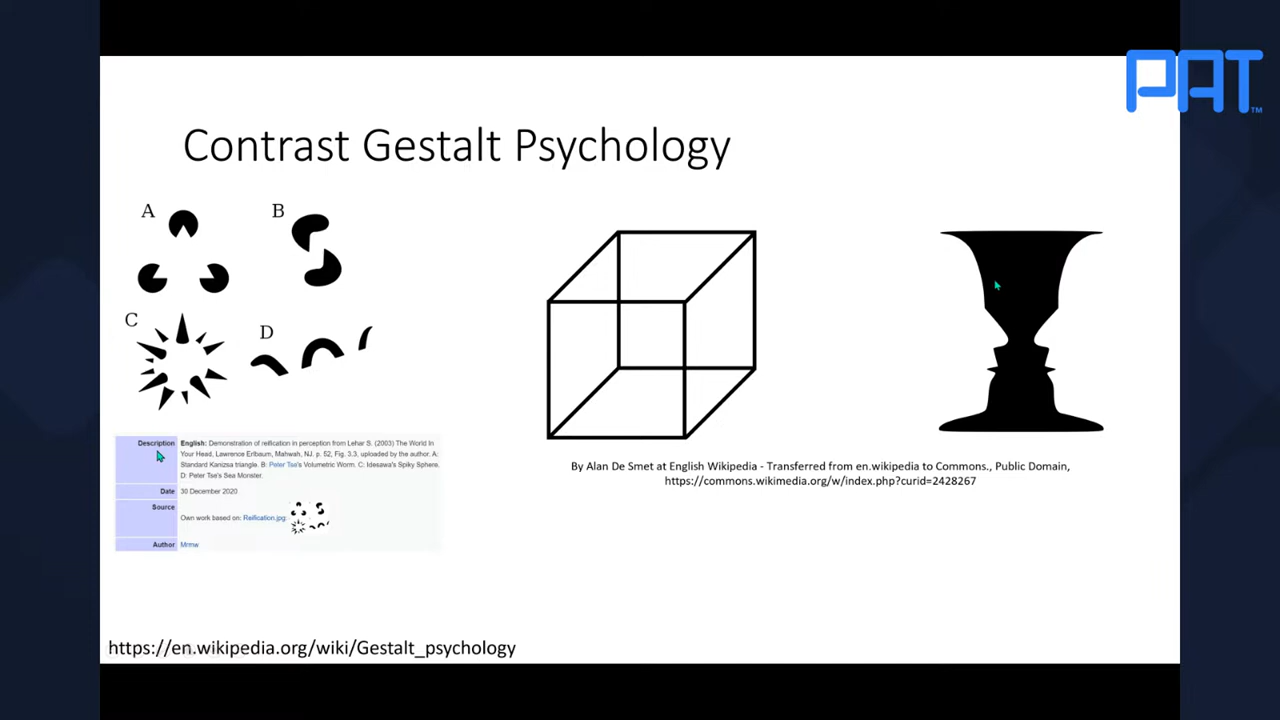 PAT™
Contrast Gestalt Psychology
A
B
C
D
Description
English: Demonstration of reification in perception from Lehar S. (2003) The World In
Your Head, Lawrence Erlbaum, Mahwah, NJ. p. 52, Fig. 3.3, uploaded by the author. A:
Standard Kanizsa triangle. B: Peter Tse's Volumetric Worm. C: Idesawa's Spiky Sphere.
D: Peter Tse's Sea Monster.
Date 30 December 2020
Source
Own work based on: Reification.jpg:
Author Mrmw
By Alan De Smet at English Wikipedia - Transferred from en.wikipedia to Commons., Public Domain,
https://commons.wikimedia.org/w/index.php?curid=2428267
https://en.wikipedia.org/wiki/Gestalt_psychology